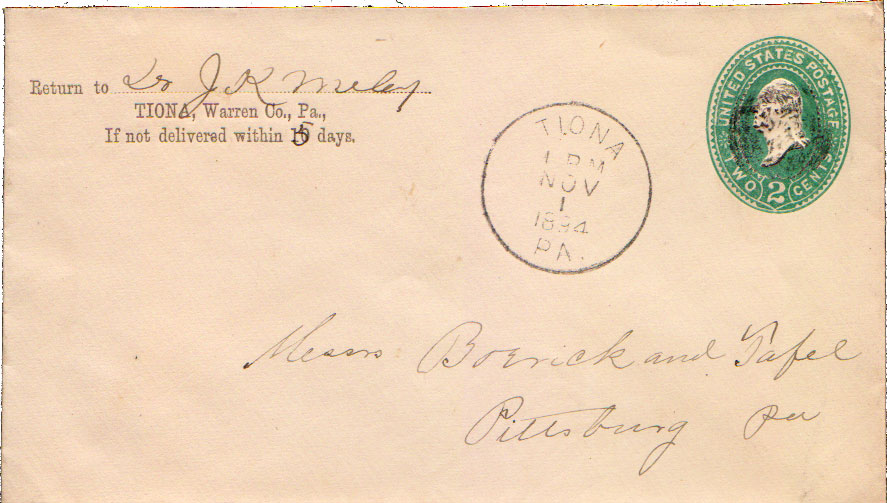 Return to Dr J K
TIONA, Warren Co., Pa.,
If not delivered within 5 days.
UNITED STATES POSTAGE
TWO 2 CENTS
TIONA
1 PM
NOV
1
1894
PA.
Messrs Boerick and Tafel
Pittsburg Pa